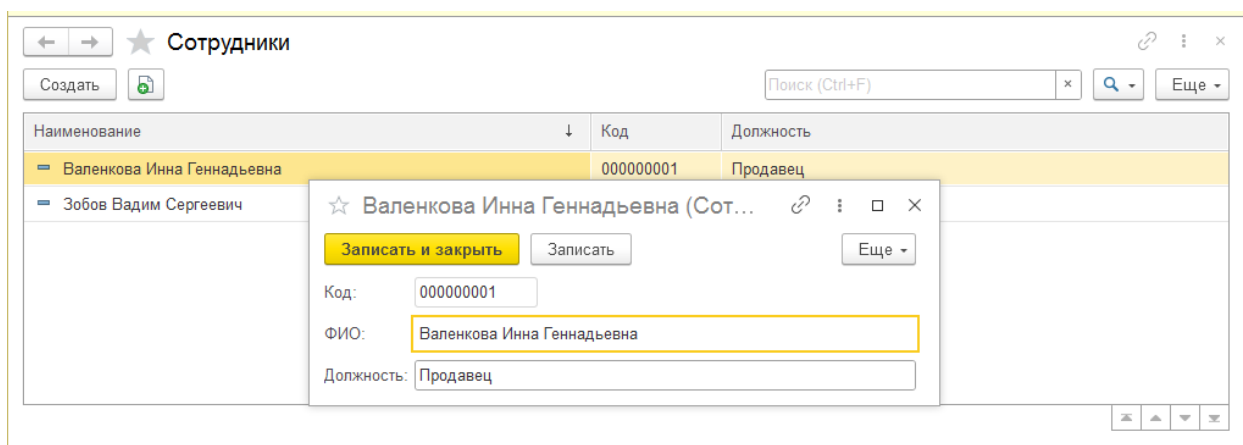 Сотрудники
Создать
Поиск (Ctrl+F)
×
Еще
Наименование ↓ Код Должность
Валенкова Инна Геннадьевна 000000001 Продавец
Зобов Вадим Сергеевич
Валенкова Инна Геннадьевна (Сот...
Записать и закрыть Записать Еще
Код: 000000001
ФИО: Валенкова Инна Геннадьевна
Должность: Продавец